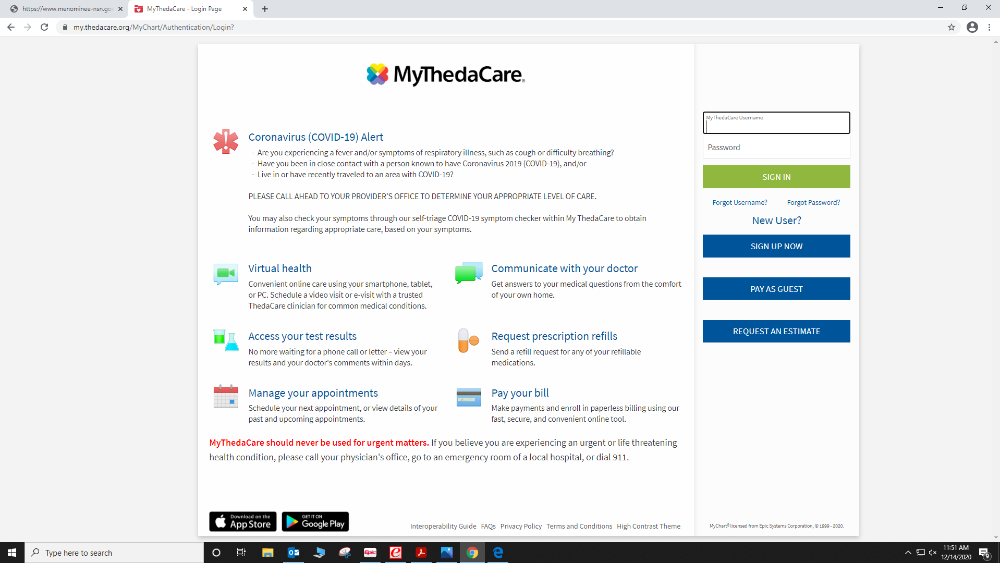 https://www.menominee-nsn.gov
MyThedaCare - Login Page
my.thedacare.org/MyChart/Authentication/Login?
MyThedaCare®
Coronavirus (COVID-19) Alert
- Are you experiencing a fever and/or symptoms of respiratory illness, such as cough or difficulty breathing?
- Have you been in close contact with a person known to have Coronavirus 2019 (COVID-19), and/or
- Live in or have recently traveled to an area with COVID-19?
PLEASE CALL AHEAD TO YOUR PROVIDER’S OFFICE TO DETERMINE YOUR APPROPRIATE LEVEL OF CARE.
You may also check your symptoms through our self-triage COVID-19 symptom checker within My ThedaCare to obtain
information regarding appropriate care, based on your symptoms.
Virtual health
Convenient online care using your smartphone, tablet,
or PC. Schedule a video visit or e-visit with a trusted
ThedaCare clinician for common medical conditions.
Communicate with your doctor
Get answers to your medical questions from the comfort
of your own home.
Access your test results
No more waiting for a phone call or letter – view your
results and your doctor's comments within days.
Request prescription refills
Send a refill request for any of your refillable
medications.
Manage your appointments
Schedule your next appointment, or view details of your
past and upcoming appointments.
Pay your bill
Make payments and enroll in paperless billing using our
fast, secure, and convenient online tool.
MyThedaCare should never be used for urgent matters. If you believe you are experiencing an urgent or life threatening
health condition, please call your physician's office, go to an emergency room of a local hospital, or dial 911.
Download on the
App Store
GET IT ON
Google Play
Interoperability Guide FAQs Privacy Policy Terms and Conditions High Contrast Theme
MyThedaCare Username
Password
SIGN IN
Forgot Username? Forgot Password?
New User?
SIGN UP NOW
PAY AS GUEST
REQUEST AN ESTIMATE
MyChart® licensed from Epic Systems Corporation, © 1999 - 2020.
Type here to search
Epic
11:51 AM
12/14/2020
9